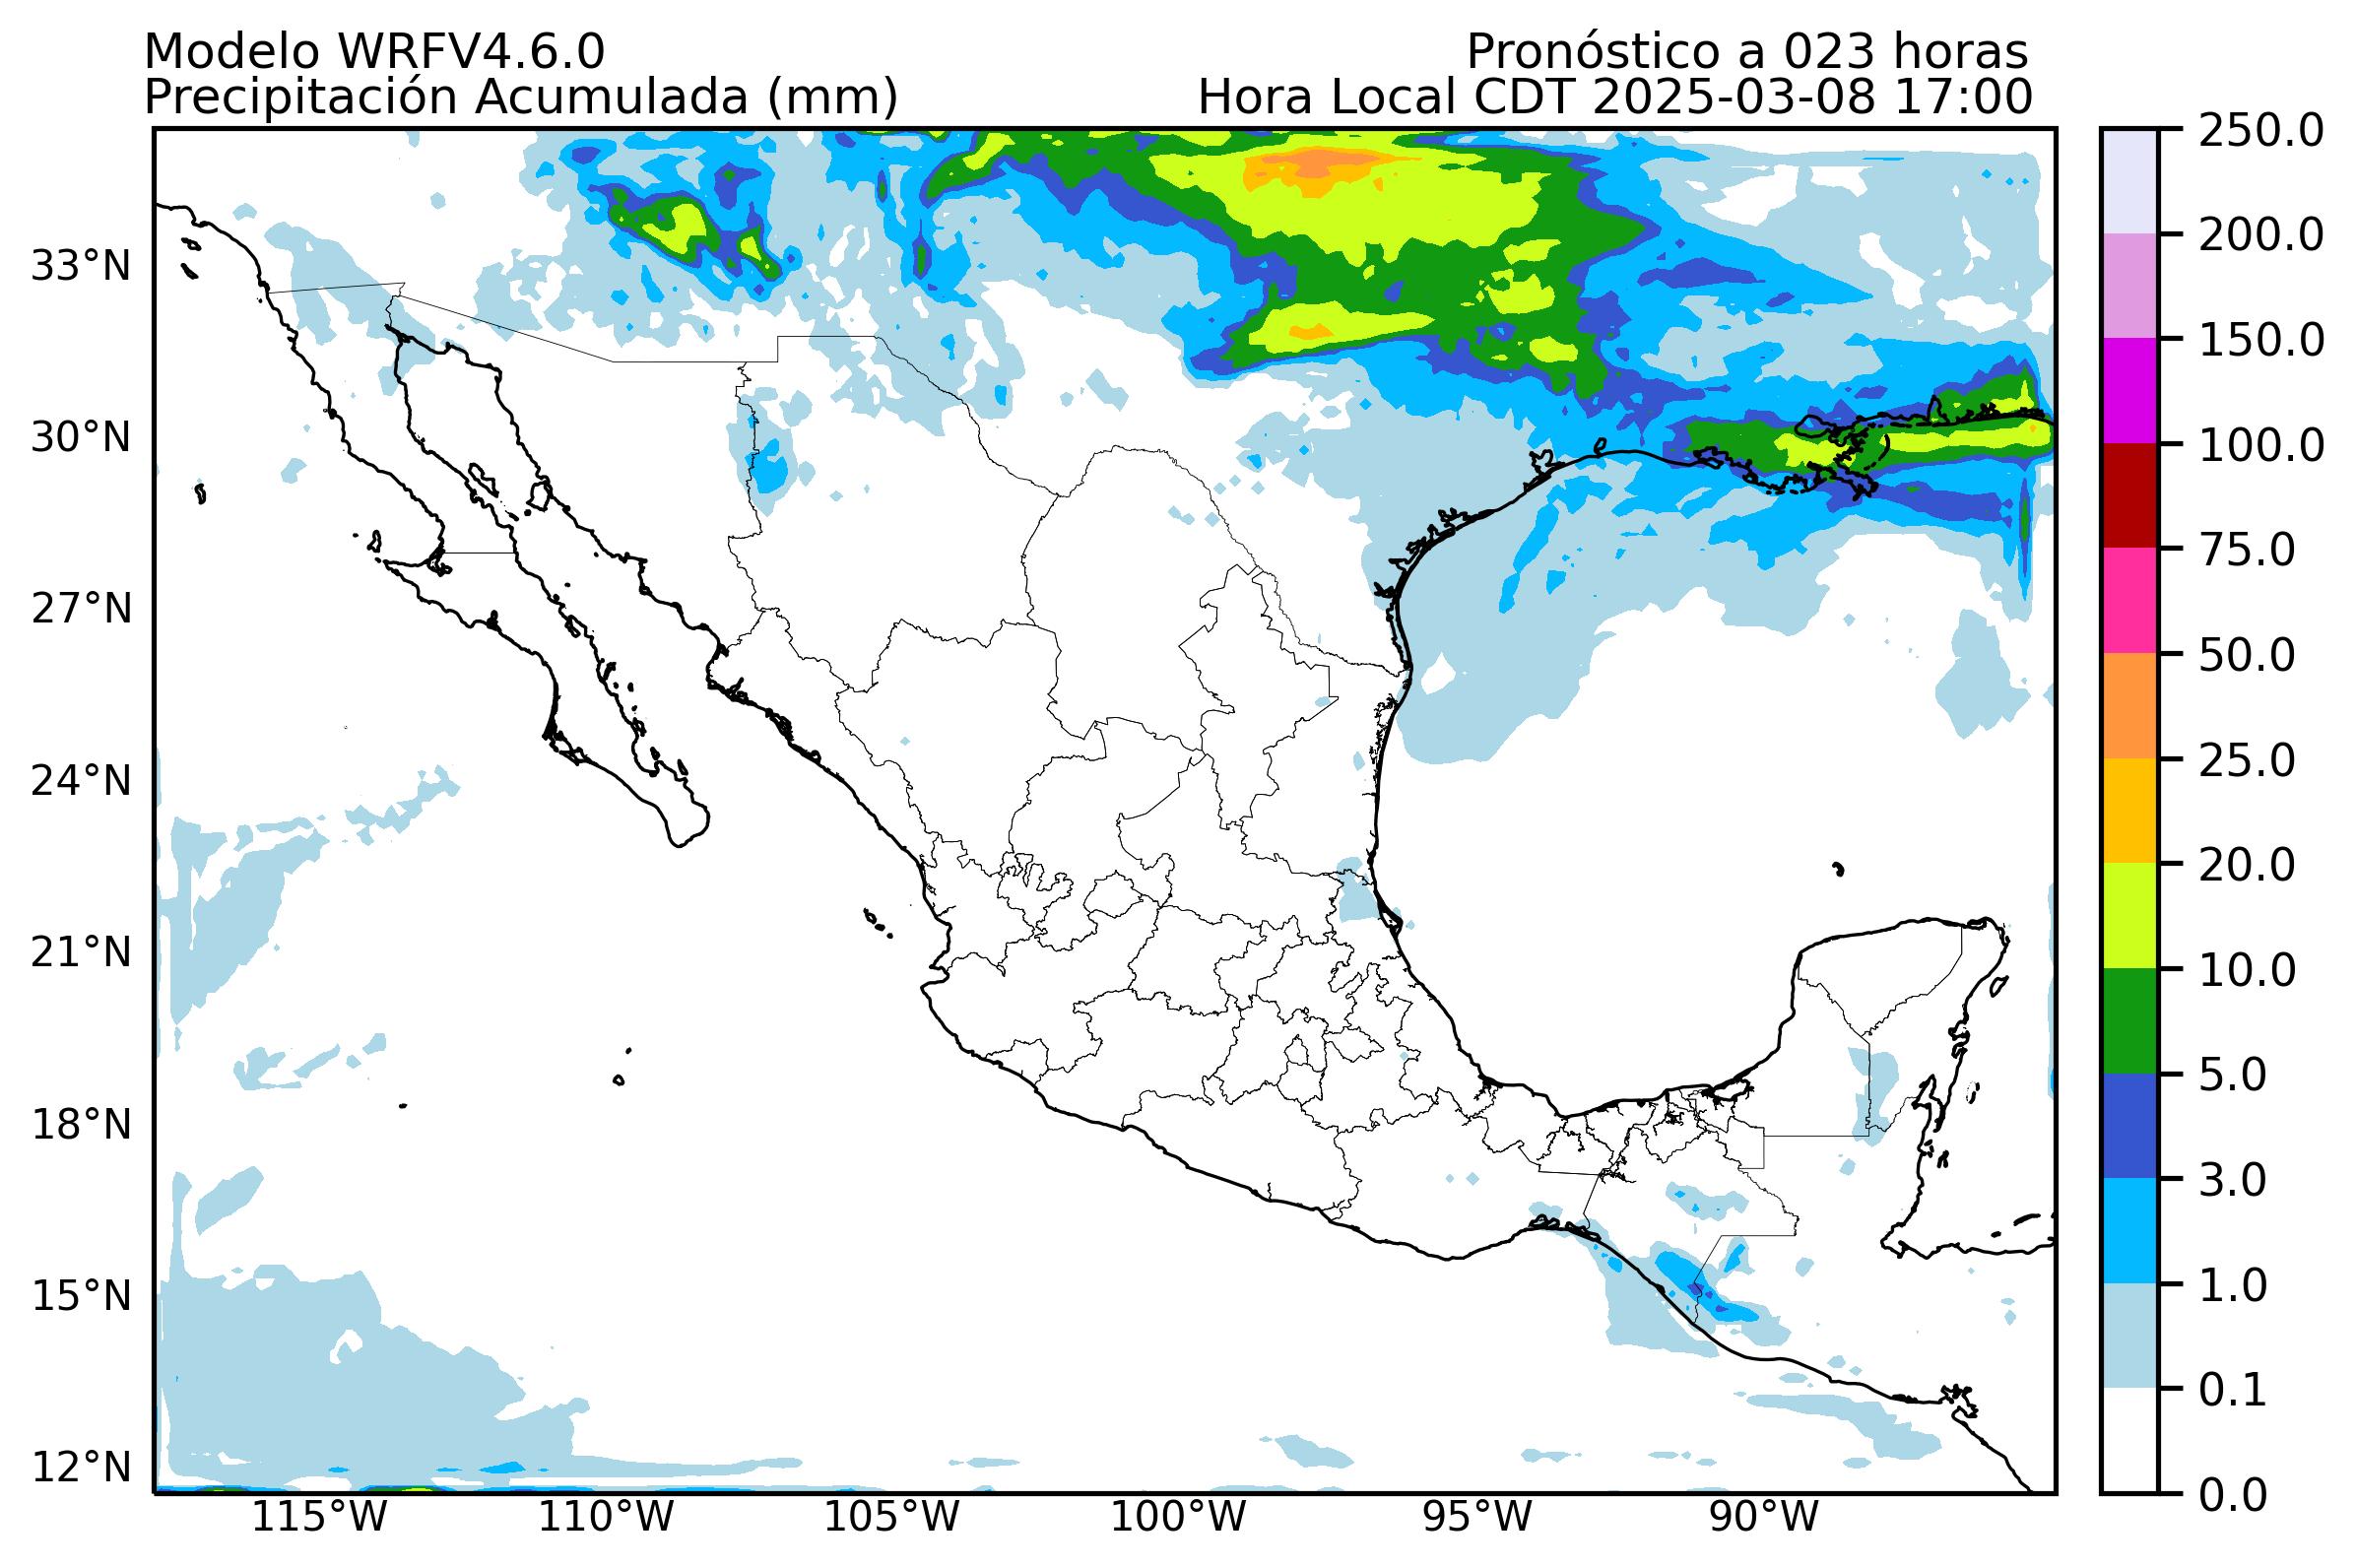 Modelo WRFV4.6.0
Pronóstico a 023 horas
Precipitación Acumulada (mm)
Hora Local CDT 2025-03-08 17:00
33°N
30°N
27°N
24°N
21°N
18°N
15°N
12°N
115°W
110°W
105°W
100°W
95°W
90°W
250.0
200.0
150.0
100.0
75.0
50.0
25.0
20.0
10.0
5.0
3.0
1.0
0.1
0.0